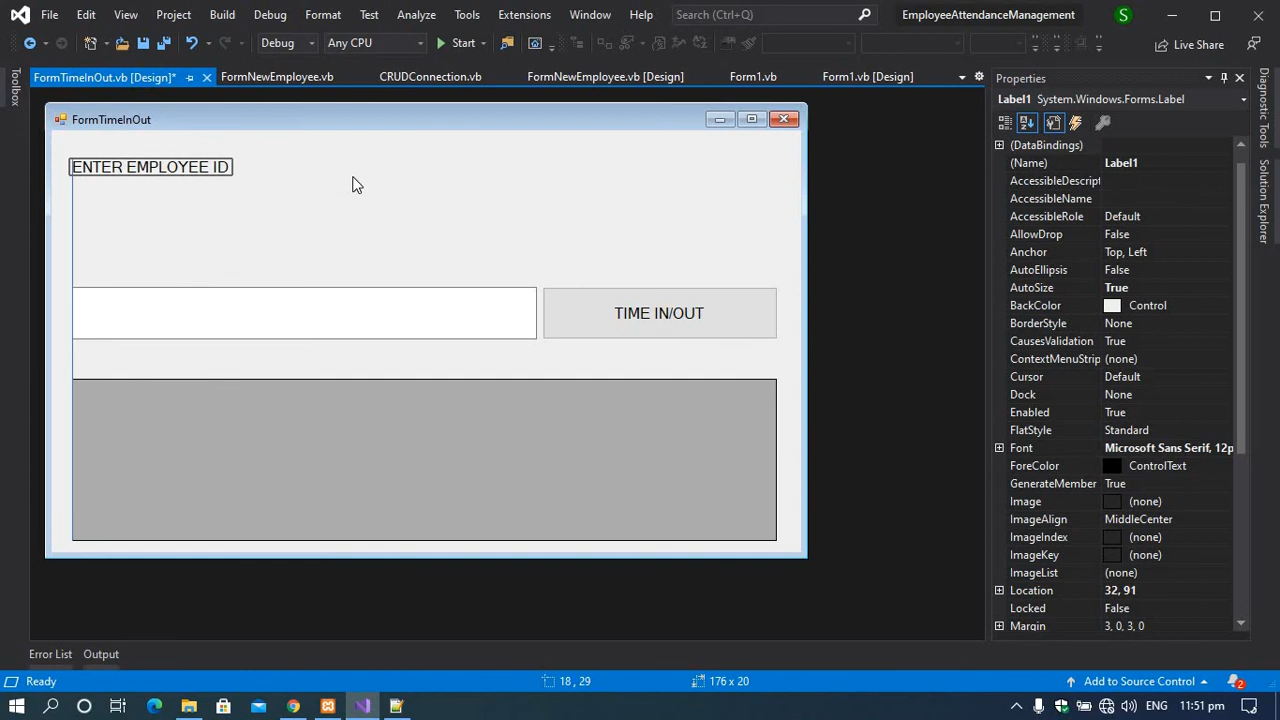 File Edit View Project Build Debug Format Test Analyze Tools Extensions Window Help Search (Ctrl+Q) EmployeeAttendanceManagement S
Debug Any CPU Start Live Share
FormTimeInOut.vb [Design]* FormNewEmployee.vb CRUDConnection.vb FormNewEmployee.vb [Design] Form1.vb Form1.vb [Design]
Toolbox
FormTimeInOut
ENTER EMPLOYEE ID
TIME IN/OUT
Properties
Label1 System.Windows.Forms.Label
(DataBindings)
(Name) Label1
AccessibleDescript
AccessibleName
AccessibleRole Default
AllowDrop False
Anchor Top, Left
AutoEllipsis False
AutoSize True
BackColor Control
BorderStyle None
CausesValidation True
ContextMenuStrip (none)
Cursor Default
Dock None
Enabled True
FlatStyle Standard
Font Microsoft Sans Serif, 12p
ForeColor ControlText
GenerateMember True
Image (none)
ImageAlign MiddleCenter
ImageIndex (none)
ImageKey (none)
ImageList (none)
Location 32, 91
Locked False
Margin 3, 0, 3, 0
Diagnostic Tools
Solution Explorer
Error List Output
Ready 18 , 29 176 x 20 Add to Source Control 2
ENG 11:51 pm 2